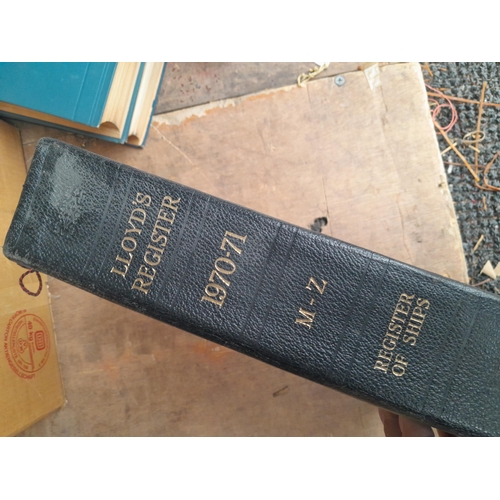 LLOYD'S
REGISTER
1970-71
M - Z
REGISTER
OF SHIPS